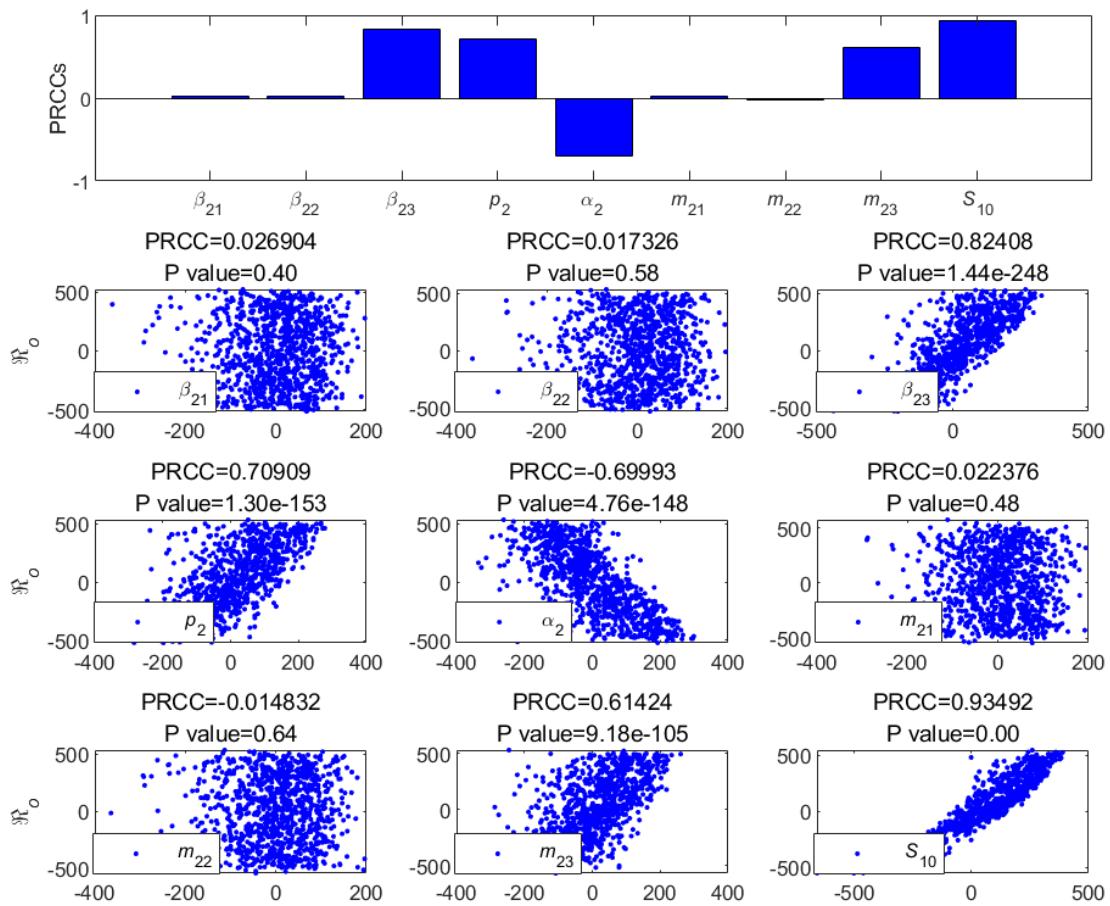 1
0
-1
PRCCs
β21 β22 β23 p2 α2 m21 m22 m23 S10
PRCC=0.026904 PRCC=0.017326 PRCC=0.82408
P value=0.40 P value=0.58 P value=1.44e-248
500 500 500
ℜo 0 0 0
β21 β22 β23
-500 -500 -500
-400 -200 0 200 -400 -200 0 200 -500 0 500
PRCC=0.70909 PRCC=-0.69993 PRCC=0.022376
P value=1.30e-153 P value=4.76e-148 P value=0.48
500 500 500
ℜo 0 0 0
p2 α2 m21
-500 -500 -500
-400 -200 0 200 400 -400 -200 0 200 400 -400 -200 0 200
PRCC=-0.014832 PRCC=0.61424 PRCC=0.93492
P value=0.64 P value=9.18e-105 P value=0.00
500 500 500
ℜo 0 0 0
m22 m23 S10
-500 -500 -500
-400 -200 0 200 -400 -200 0 200 400 -500 0 500